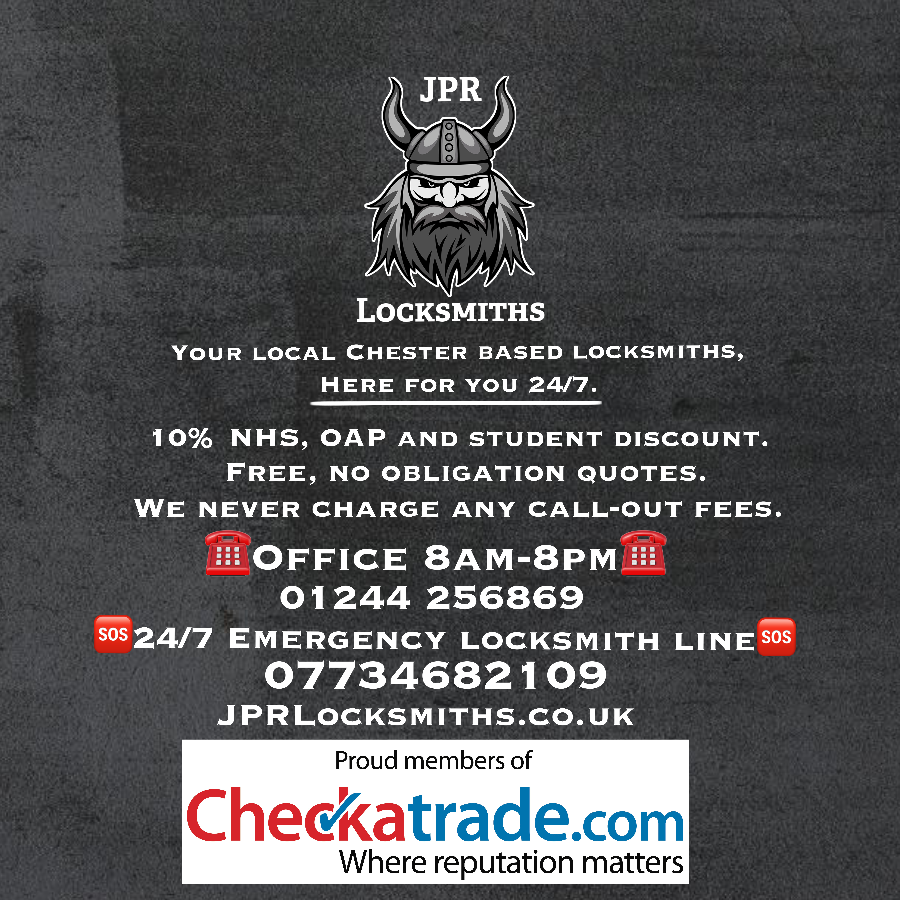 JPR
Locksmiths
Your local Chester based locksmiths,
Here for you 24/7.
10% NHS, OAP and student discount.
Free, no obligation quotes.
We never charge any call-out fees.
Office 8am-8pm
01244 256869
SOS 24/7 Emergency locksmith line SOS
07734682109
JPRLocksmiths.co.uk
Proud members of
Checkatrade.com
Where reputation matters